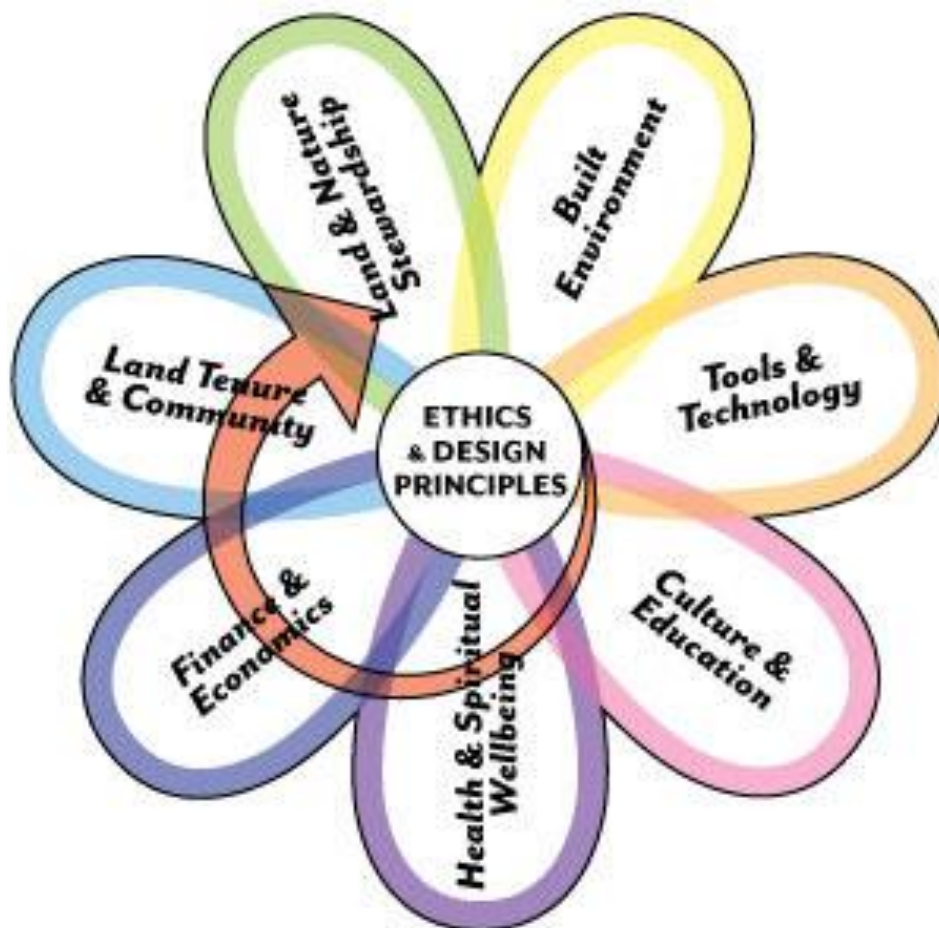 ETHICS
& DESIGN
PRINCIPLES
Land & Nature
Stewardship
Built
Environment
Tools &
Technology
Culture &
Education
Health & Spiritual
Wellbeing
Finance &
Economics
Land Tenure
& Community